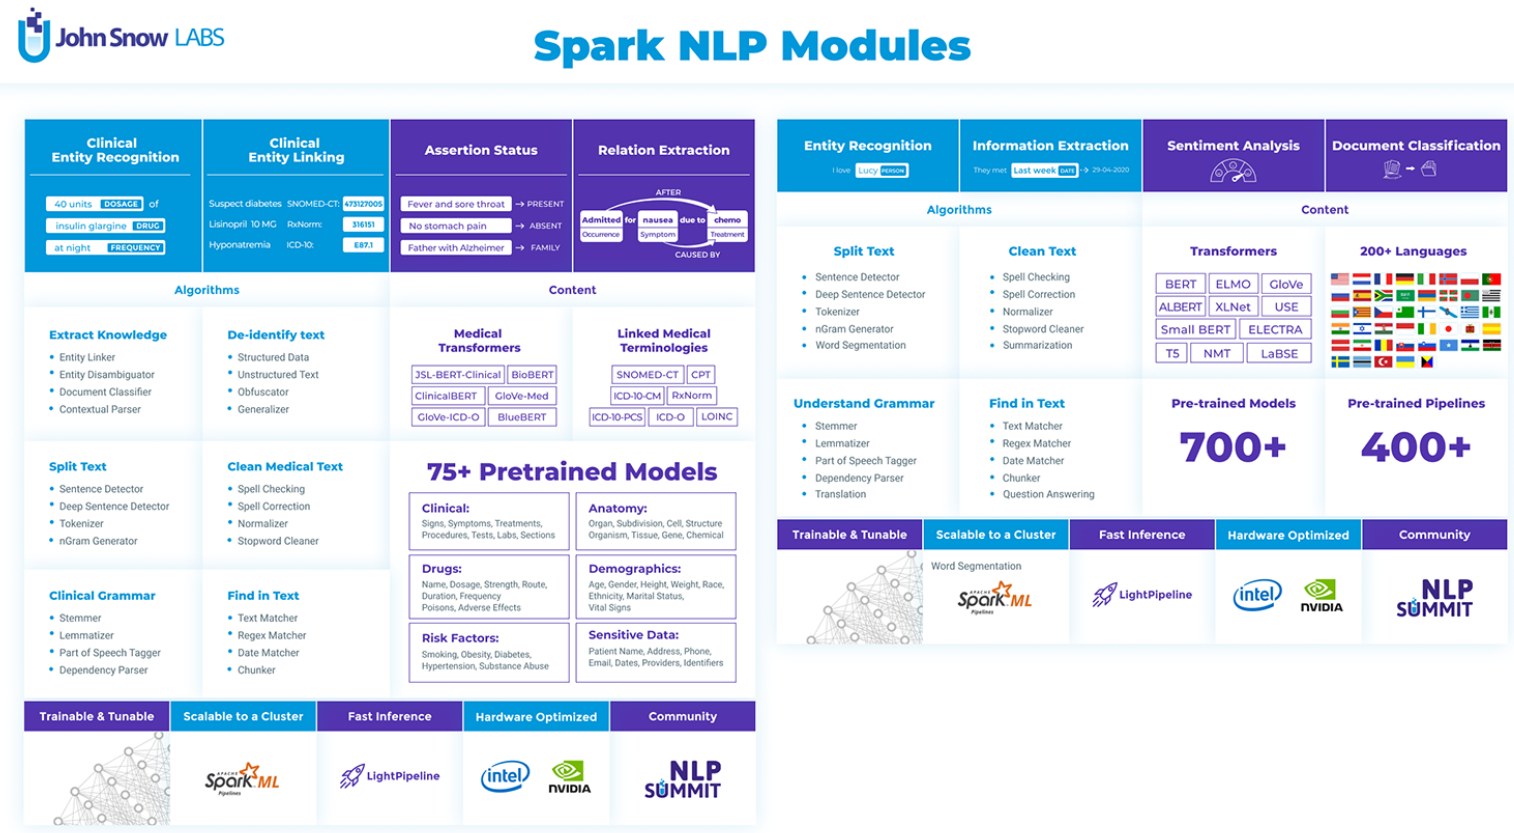 John Snow LABS
Spark NLP Modules
Clinical
Entity Recognition
40 units DOSAGE of
insulin glargine DRUG
at night FREQUENCY
Clinical
Entity Linking
Suspect diabetes SNOMED-CT: 473127005
Lisinopril 10 MG RxNorm: 316151
Hyponatremia ICD-10: E87.1
Assertion Status
Fever and sore throat → PRESENT
No stomach pain → ABSENT
Father with Alzheimer → FAMILY
Relation Extraction
AFTER
Admitted for nausea due to chemo
Occurrence Symptom Treatment
CAUSED BY
Algorithms
Content
Extract Knowledge
• Entity Linker
• Entity Disambiguator
• Document Classifier
• Contextual Parser
De-identify text
• Structured Data
• Unstructured Text
• Obfuscator
• Generalizer
Medical
Transformers
JSL-BERT-Clinical BioBERT
ClinicalBERT GloVe-Med
GloVe-ICD-O BlueBERT
Linked Medical
Terminologies
SNOMED-CT CPT
ICD-10-CM RxNorm
ICD-10-PCS ICD-O LOINC
Split Text
• Sentence Detector
• Deep Sentence Detector
• Tokenizer
• nGram Generator
Clean Medical Text
• Spell Checking
• Spell Correction
• Normalizer
• Stopword Cleaner
75+ Pretrained Models
Clinical:
Signs, Symptoms, Treatments,
Procedures, Tests, Labs, Sections
Anatomy:
Organ, Subdivision, Cell, Structure
Organism, Tissue, Gene, Chemical
Drugs:
Name, Dosage, Strength, Route,
Duration, Frequency
Poisons, Adverse Effects
Demographics:
Age, Gender, Height, Weight, Race,
Ethnicity, Marital Status,
Vital Signs
Risk Factors:
Smoking, Obesity, Diabetes,
Hypertension, Substance Abuse
Sensitive Data:
Patient Name, Address, Phone,
Email, Dates, Providers, Identifiers
Clinical Grammar
• Stemmer
• Lemmatizer
• Part of Speech Tagger
• Dependency Parser
Find in Text
• Text Matcher
• Regex Matcher
• Date Matcher
• Chunker
Trainable & Tunable
Scalable to a Cluster
APACHE
Spark ML
Pipelines
Fast Inference
LightPipeline
Hardware Optimized
intel
NVIDIA
Community
NLP
SUMMIT
Entity Recognition
I love Lucy PERSON
Information Extraction
They met Last week DATE → 29-04-2020
Sentiment Analysis
Document Classification
Algorithms
Content
Split Text
• Sentence Detector
• Deep Sentence Detector
• Tokenizer
• nGram Generator
• Word Segmentation
Clean Text
• Spell Checking
• Spell Correction
• Normalizer
• Stopword Cleaner
• Summarization
Transformers
BERT ELMO GloVe
ALBERT XLNet USE
Small BERT ELECTRA
T5 NMT LaBSE
200+ Languages
Understand Grammar
• Stemmer
• Lemmatizer
• Part of Speech Tagger
• Dependency Parser
• Translation
Find in Text
• Text Matcher
• Regex Matcher
• Date Matcher
• Chunker
• Question Answering
Pre-trained Models
700+
Pre-trained Pipelines
400+
Trainable & Tunable
Scalable to a Cluster
Word Segmentation
APACHE
Spark ML
Pipelines
Fast Inference
LightPipeline
Hardware Optimized
intel
NVIDIA
Community
NLP
SUMMIT